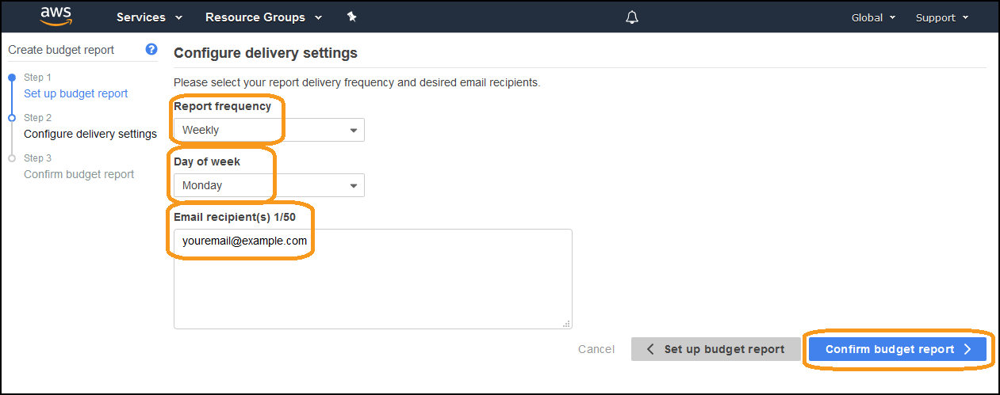 aws Services Resource Groups Global Support
Create budget report ?
Configure delivery settings
Step 1
Set up budget report
Step 2
Configure delivery settings
Step 3
Confirm budget report
Please select your report delivery frequency and desired email recipients.
Report frequency
Weekly
Day of week
Monday
Email recipient(s) 1/50
youremail@example.com
Cancel Set up budget report Confirm budget report